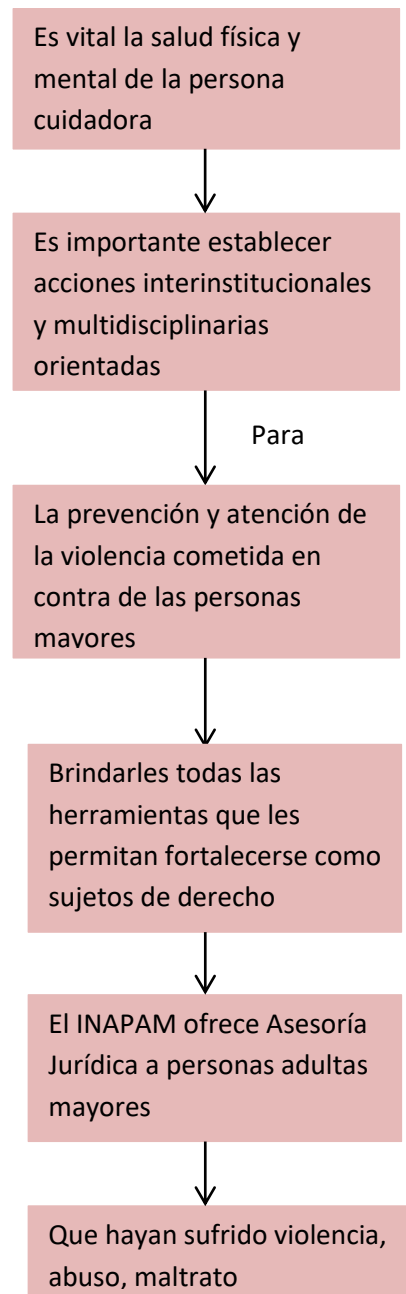 Es vital la salud física y
mental de la persona
cuidadora
Es importante establecer
acciones interinstitucionales
y multidisciplinarias
orientadas
Para
La prevención y atención de
la violencia cometida en
contra de las personas
mayores
Brindarles todas las
herramientas que les
permitan fortalecerse como
sujetos de derecho
El INAPAM ofrece Asesoría
Jurídica a personas adultas
mayores
Que hayan sufrido violencia,
abuso, maltrato